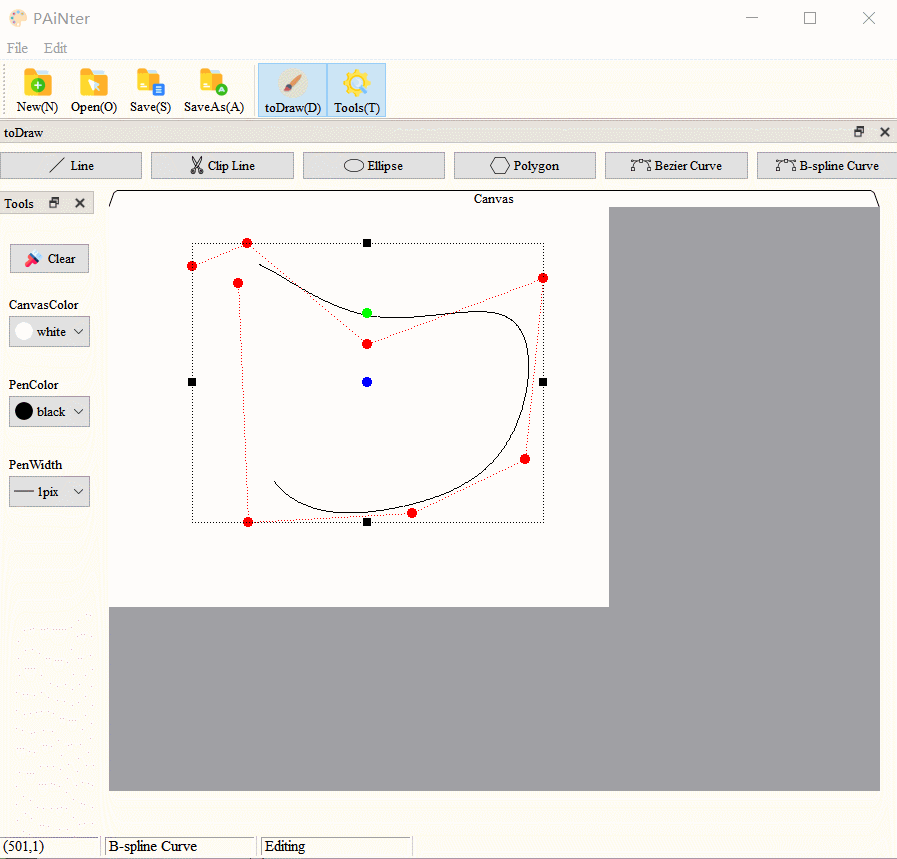 PAiNter
File Edit
New(N) Open(O) Save(S) SaveAs(A) toDraw(D) Tools(T)
toDraw
Line Clip Line Ellipse Polygon Bezier Curve B-spline Curve
Tools
Canvas
Clear
CanvasColor
white
PenColor
black
PenWidth
1pix
(501,1) B-spline Curve Editing